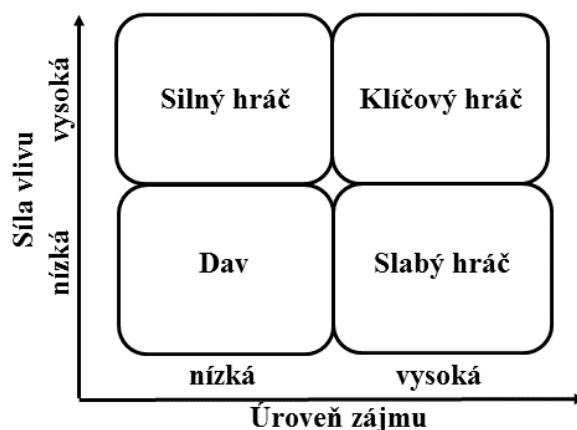 Síla vlivu
vysoká
nízká
Silný hráč
Klíčový hráč
Dav
Slabý hráč
nízká
vysoká
Úroveň zájmu